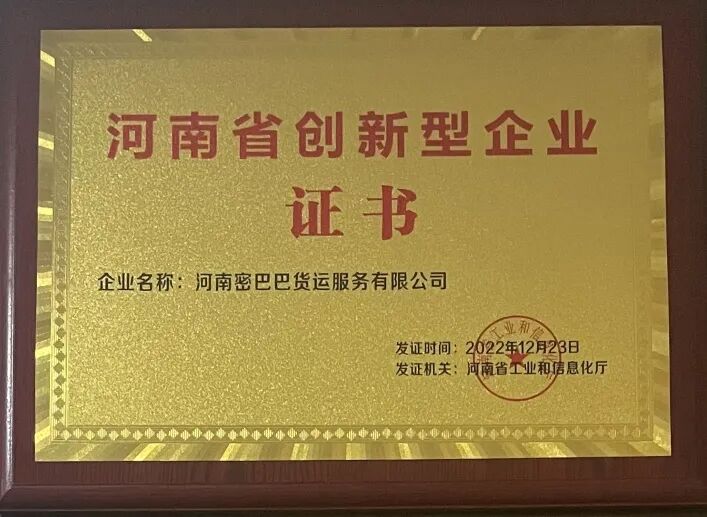 河南省创新型企业
证书
企业名称：河南密巴巴货运服务有限公司
发证时间：2022年12月23日
发证机关：河南省工业和信息化厅